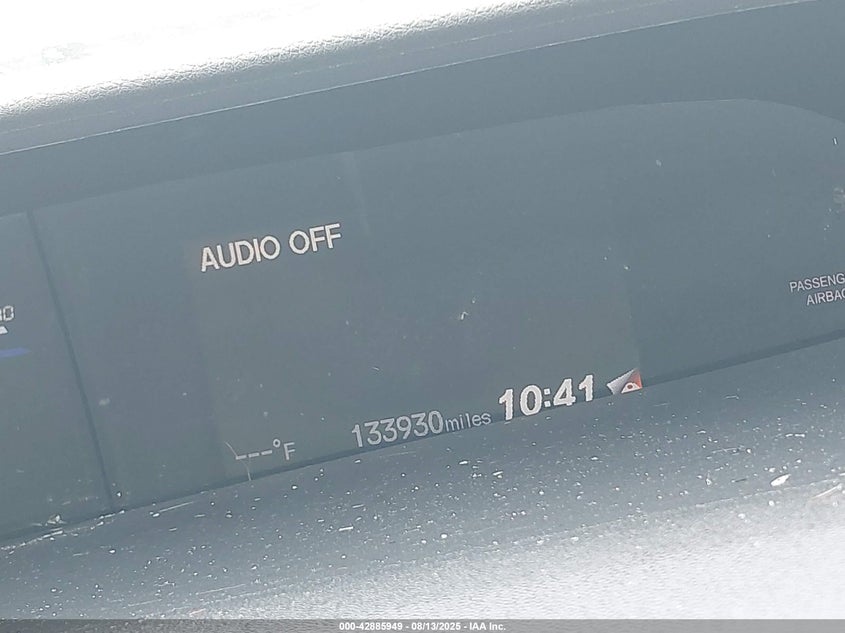 AUDIO OFF
PASSENG
AIRBAG
---°F
133930miles
10:41
000-42885949 - 08/13/2025 - IAA Inc.